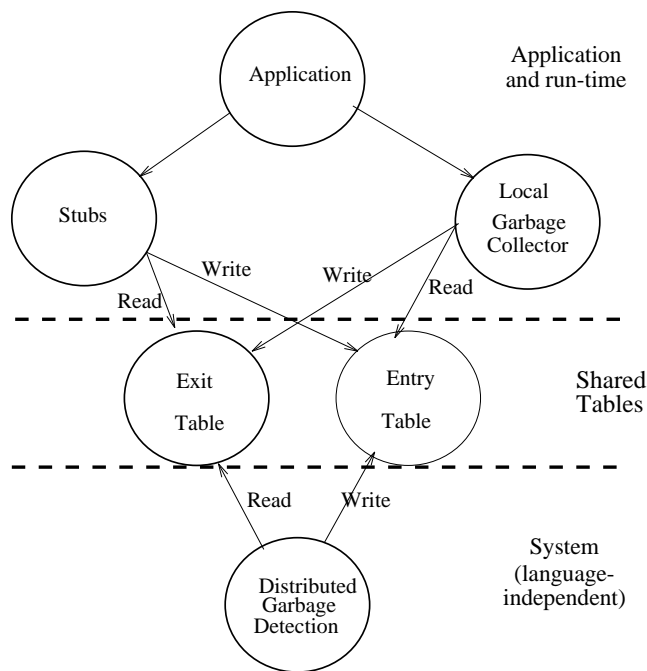 Application
and run-time
Application
Stubs
Local
Garbage
Collector
Write
Write
Read
Read
Exit
Table
Entry
Table
Shared
Tables
Read
Write
System
(language-
independent)
Distributed
Garbage
Detection